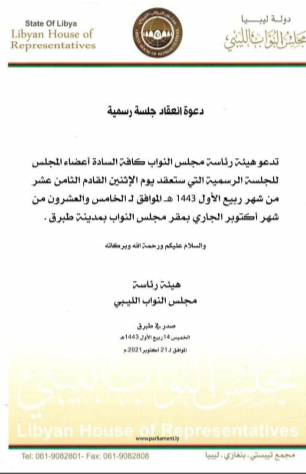 State Of Libya
Libyan House of
Representatives
دولة ليبيا
مجلس النواب الليبي
دعوة انعقاد جلسة رسمية
تدعو هيئة رئاسة مجلس النواب كافة السادة أعضاء المجلس
للجلسة الرسمية التي ستعقد يوم الإثنين القادم الثامن عشر
من شهر ربيع الأول 1443 هـ الموافق لـ الخامس والعشرون من
شهر أكتوبر الجاري بمقر مجلس النواب بمدينة طبرق .
والسلام عليكم ورحمة الله وبركاته
هيئة رئاسة
مجلس النواب الليبي
صدر في طبرق
الخميس 14 ربيع الأول 1443هـ
الموافق لـ 21 أكتوبر 2021 م
مجلس النواب الليبي
Libyan House of Representatives
www.parliament.ly
Tel: 061-9082801- Fax: 061-9082808
مجمع تيبستي . بنغازي . ليبيا